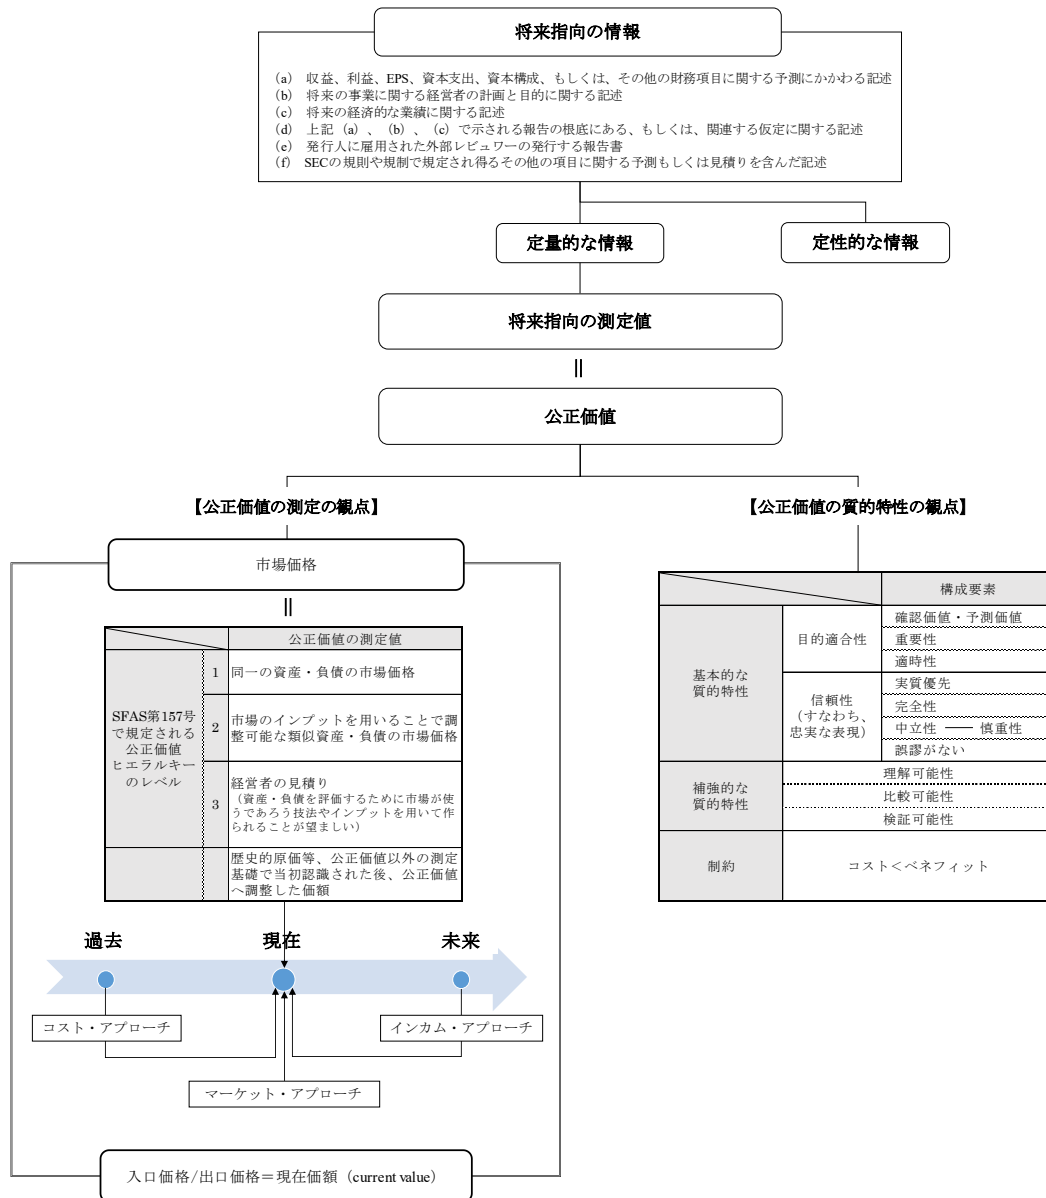 将来指向の情報
(a) 収益、利益、EPS、資本支出、資本構成、もしくは、その他の財務項目に関する予測にかかわる記述
(b) 将来の事業に関する経営者の計画と目的に関する記述
(c) 将来の経済的な業績に関する記述
(d) 上記(a)、(b)、(c)で示される報告の根底にある、もしくは、関連する仮定に関する記述
(e) 発行人に雇用された外部レビュワーの発行する報告書
(f) SECの規則や規制で規定され得るその他の項目に関する予測もしくは見積りを含んだ記述
定量的な情報
定性的な情報
将来指向の測定値
||
公正価値
【公正価値の測定の観点】
【公正価値の質的特性の観点】
市場価格
||
公正価値の測定値
SFAS第157号
で規定される
公正価値
ヒエラルキー
のレベル
1
同一の資産・負債の市場価格
2
市場のインプットを用いることで調
整可能な類似資産・負債の市場価格
3
経営者の見積り
(資産・負債を評価するために市場が使
うであろう技法やインプットを用いて作
られることが望ましい)
歴史的原価等、公正価値以外の測定
基礎で当初認識された後、公正価値
へ調整した価額
過去
現在
未来
コスト・アプローチ
インカム・アプローチ
マーケット・アプローチ
入口価格/出口価格＝現在価額(current value)
構成要素
基本的な
質的特性
目的適合性
確認価値・予測価値
重要性
適時性
信頼性
(すなわち、
忠実な表現)
実質優先
完全性
中立性 ── 慎重性
誤謬がない
補強的な
質的特性
理解可能性
比較可能性
検証可能性
制約
コスト＜ベネフィット